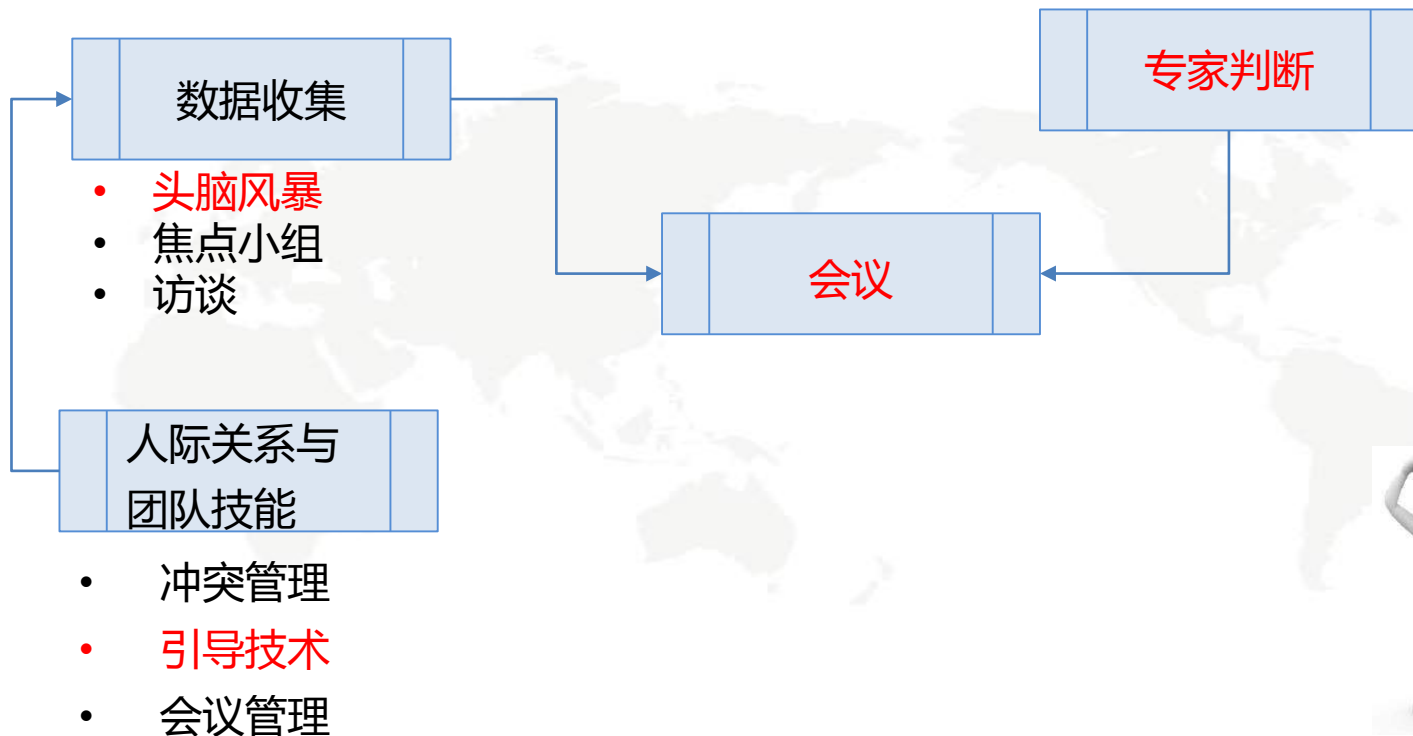 数据收集
• 头脑风暴
• 焦点小组
• 访谈
专家判断
会议
人际关系与
团队技能
• 冲突管理
• 引导技术
• 会议管理